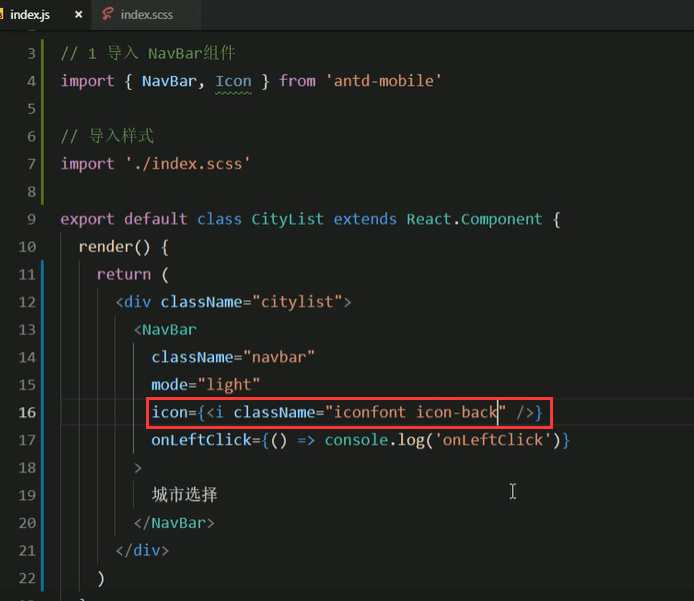 index.js × index.scss
3 // 1 导入 NavBar组件
4 import { NavBar, Icon } from 'antd-mobile'
5
6 // 导入样式
7 import './index.scss'
8
9 export default class CityList extends React.Component {
10 render() {
11 return (
12 <div className="citylist">
13 <NavBar
14 className="navbar"
15 mode="light"
16 icon={<i className="iconfont icon-back" />}
17 onLeftClick={() => console.log('onLeftClick')}
18 >
19 城市选择
20 </NavBar>
21 </div>
22 )